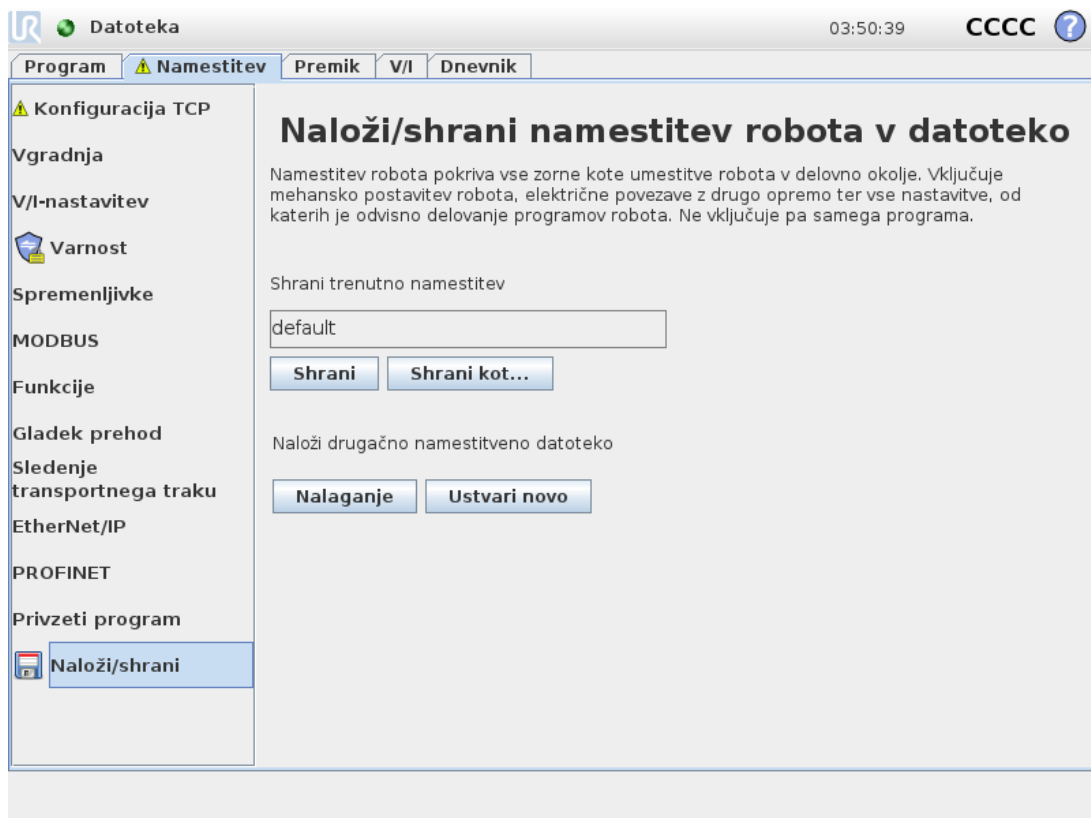 UR Datoteka 03:50:39 CCCC ?
Program Namestitev Premik V/I Dnevnik
Konfiguracija TCP
Vgradnja
V/I-nastavitev
Varnost
Spremenljivke
MODBUS
Funkcije
Gladek prehod
Sledenje
transportnega traku
EtherNet/IP
PROFINET
Privzeti program
Naloži/shrani
Naloži/shrani namestitev robota v datoteko
Namestitev robota pokriva vse zorne kote umestitve robota v delovno okolje. Vključuje
mehansko postavitev robota, električne povezave z drugo opremo ter vse nastavitve, od
katerih je odvisno delovanje programov robota. Ne vključuje pa samega programa.
Shrani trenutno namestitev
default
Shrani Shrani kot...
Naloži drugačno namestitveno datoteko
Nalaganje Ustvari novo